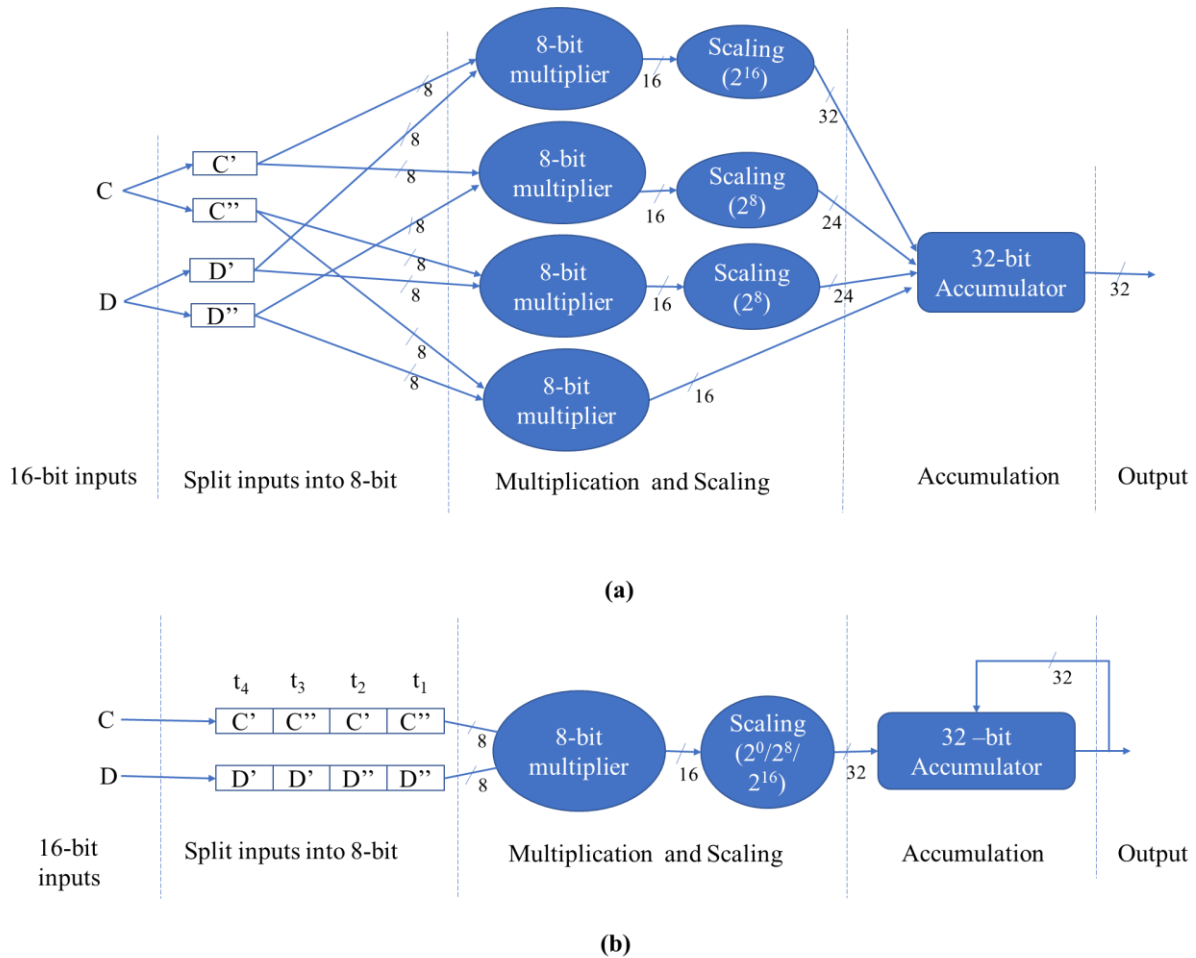 8-bit
multiplier
Scaling
(2¹⁶)
8
16
32
8
C
C’
8
8-bit
multiplier
Scaling
(2⁸)
C’’
8
16
24
D
D’
8
8
8-bit
multiplier
Scaling
(2⁸)
16
24
32-bit
Accumulator
32
D’’
8
8
8-bit
multiplier
16
16-bit inputs
Split inputs into 8-bit
Multiplication and Scaling
Accumulation
Output
(a)
t₄ t₃ t₂ t₁
C
C’ C’’ C’ C’’
8
D
D’ D’ D’’ D’’
8
8-bit
multiplier
16
Scaling
(2⁰/2⁸/
2¹⁶)
32
32 –bit
Accumulator
32
16-bit
inputs
Split inputs into 8-bit
Multiplication and Scaling
Accumulation
Output
(b)